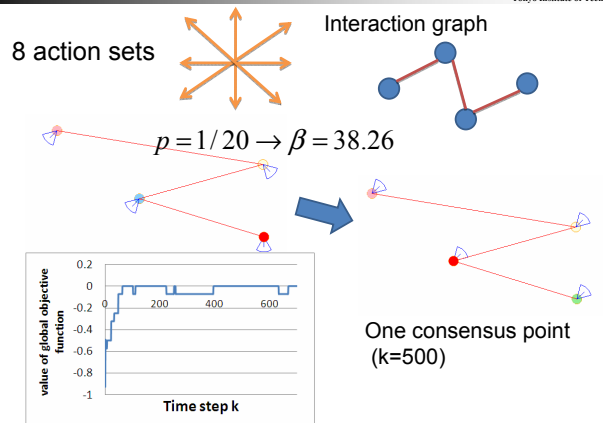 8 action sets
Interaction graph
p = 1/20 → β = 38.26
value of global objective function
0.2
0
-0.2
-0.4
-0.6
-0.8
-1
0 200 400 600
Time step k
One consensus point
(k=500)